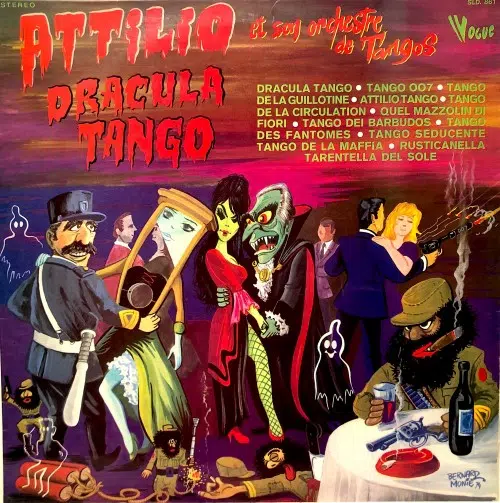 STEREO
SLD. 861
ATTILIO et son orchestre
de Tangos
VOGUE
DRACULA
TANGO
DRACULA TANGO • TANGO 007 • TANGO
DE LA GUILLOTINE • ATTILIO TANGO • TANGO
DE LA CIRCULATION • QUEL MAZZOLIN DI
FIORI • TANGO DEI BARBUDOS • TANGO
DES FANTOMES • TANGO SEDUCENTE
TANGO DE LA MAFFIA • RUSTICANELLA
TARENTELLA DEL SOLE
BERNARD